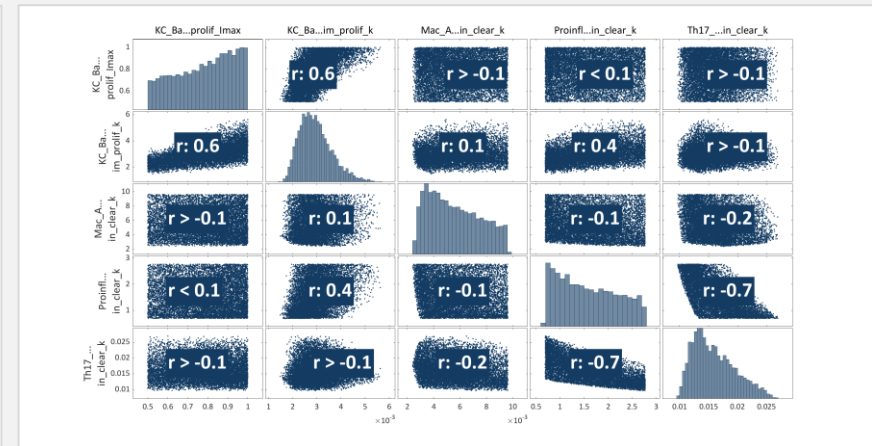 KC_Ba...prolif_Imax KC_Ba...im_prolif_k Mac_A...in_clear_k Proinfl...in_clear_k Th17_...in_clear_k
KC_Ba...
prolif_Imax
1
0.8
0.6
r: 0.6
r > -0.1
r < 0.1
r > -0.1
KC_Ba...
im_prolif_k
6
4
2
r: 0.6
r: 0.1
r: 0.4
r > -0.1
Mac_A...
in_clear_k
10
8
6
4
2
r > -0.1
r: 0.1
r: -0.1
r: -0.2
Proinfl...
in_clear_k
3
2
1
r < 0.1
r: 0.4
r: -0.1
r: -0.7
Th17_...
in_clear_k
0.025
0.02
0.015
0.01
r > -0.1
r > -0.1
r: -0.2
r: -0.7
0.5 0.6 0.7 0.8 0.9 1 1 2 3 4 5 6 2 4 6 8 10 0.5 1 1.5 2 2.5 3 0.01 0.015 0.02 0.025
×10⁻³ ×10⁻³